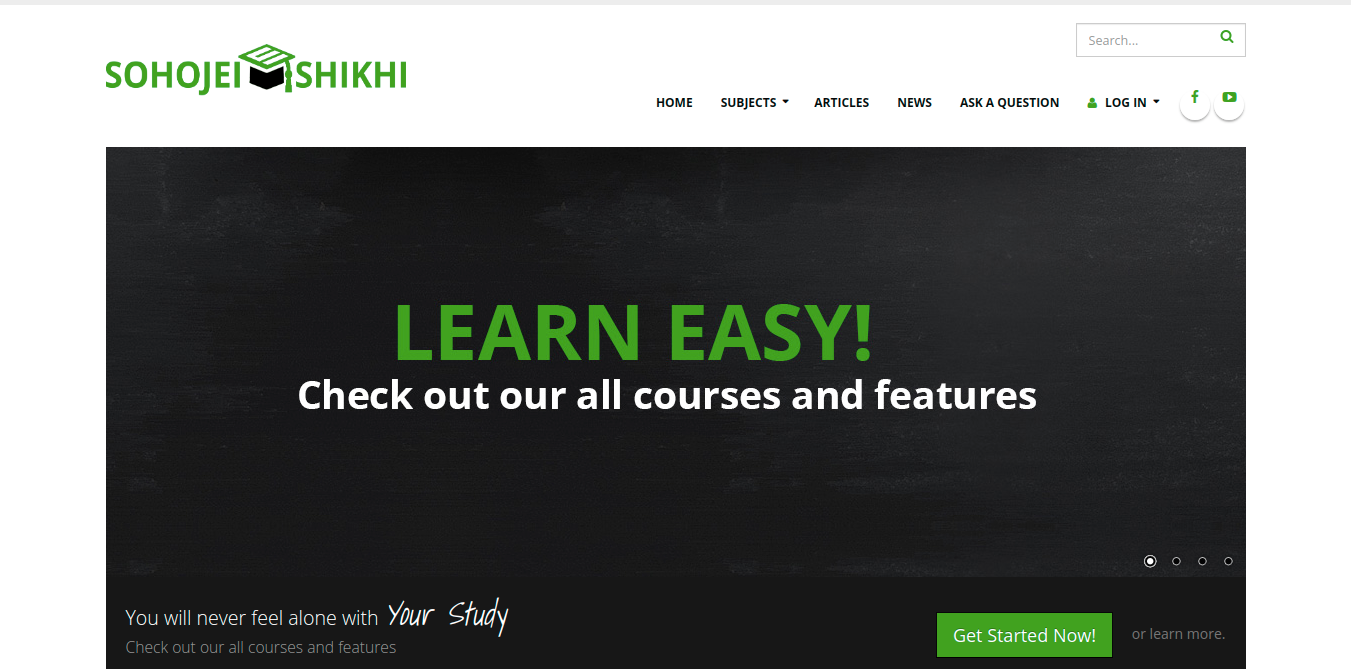 SOHOJEI SHIKHI
Search...
HOME SUBJECTS ARTICLES NEWS ASK A QUESTION LOG IN
LEARN EASY!
Check out our all courses and features
You will never feel alone with Your Study
Check out our all courses and features
Get Started Now! or learn more.